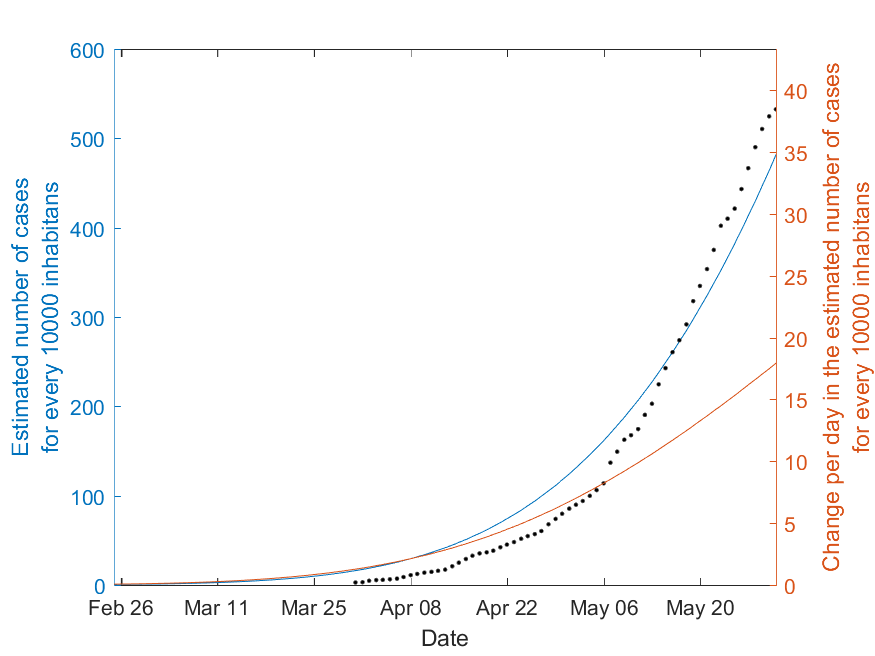 600
500
400
300
200
100
0
Estimated number of cases
for every 10000 inhabitans
40
35
30
25
20
15
10
5
0
Change per day in the estimated number of cases
for every 10000 inhabitans
Feb 26 Mar 11 Mar 25 Apr 08 Apr 22 May 06 May 20
Date